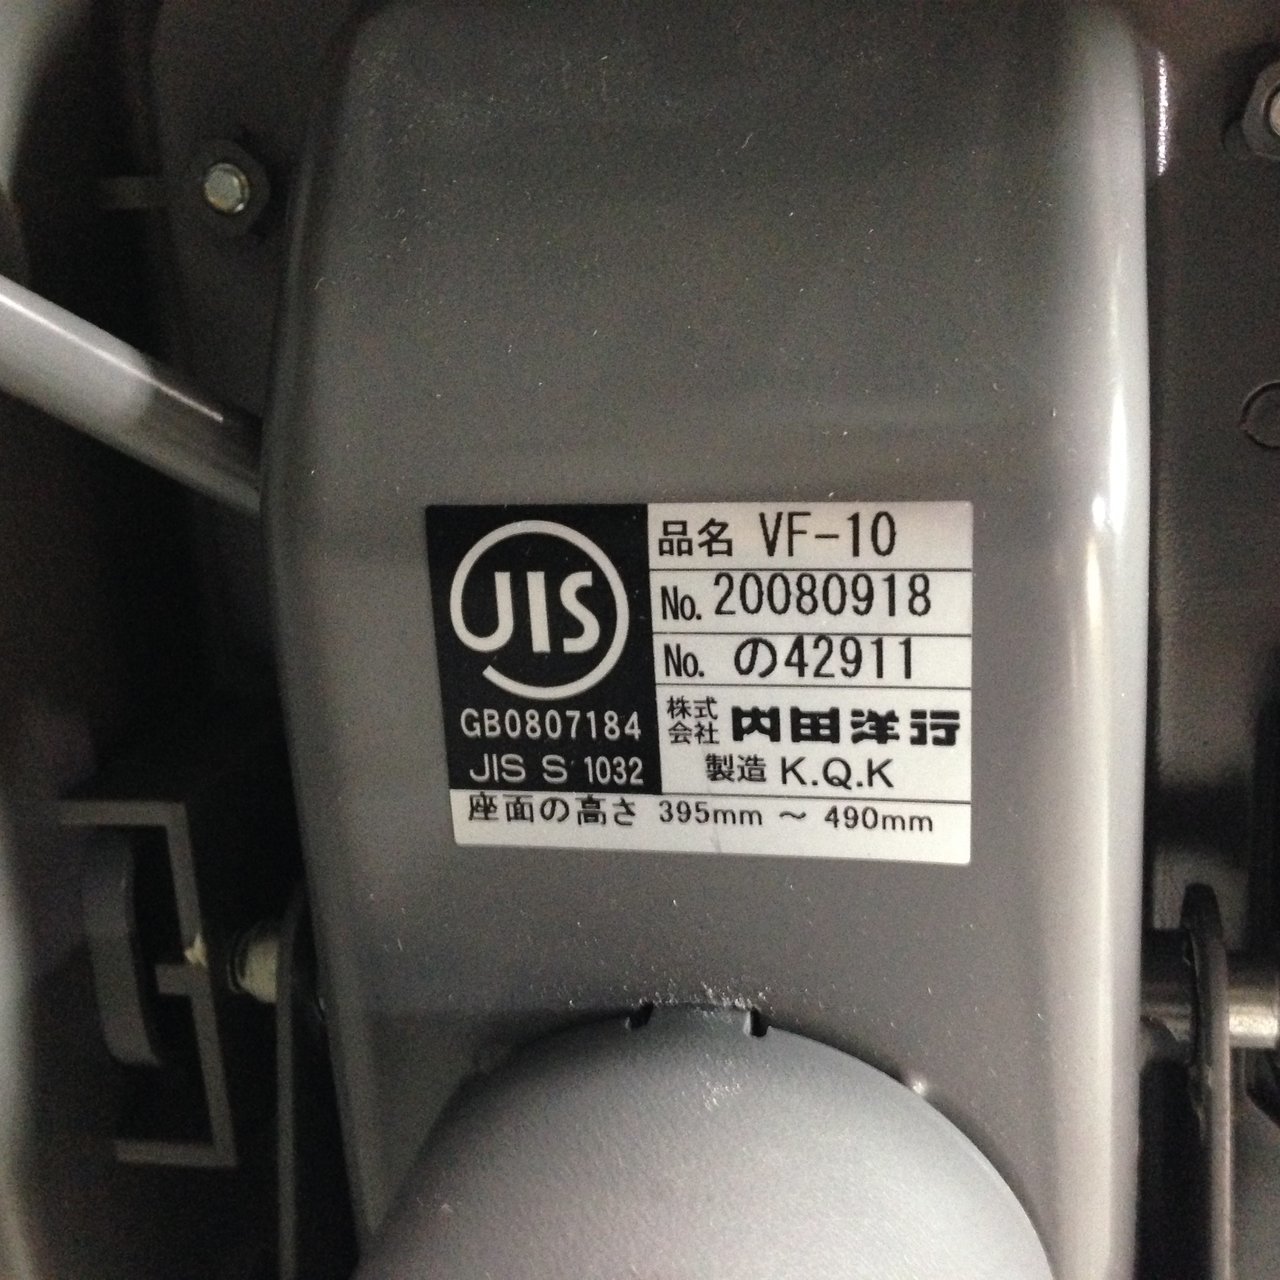 JIS
GB0807184
JIS S 1032
品名 VF-10
No. 20080918
No. の42911
株式会社 内田洋行
製造 K.Q.K
座面の高さ 395mm ～ 490mm